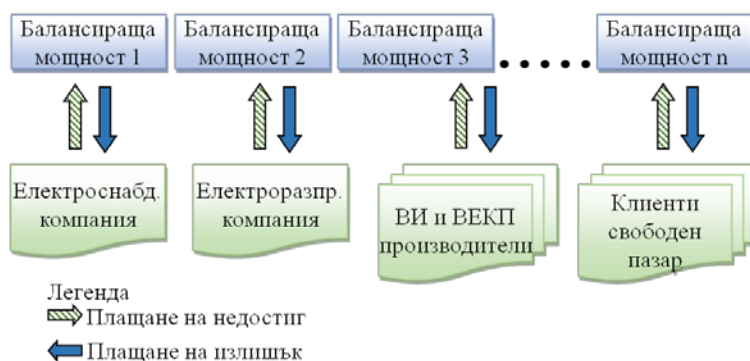 Балансираща
мощност 1
Балансираща
мощност 2
Балансираща
мощност 3
Балансираща
мощност n
Електроснабд.
компания
Електроразпр.
компания
ВИ и ВЕКП
производители
Клиенти
свободен
пазар
Легенда
Плащане на недостиг
Плащане на излишък